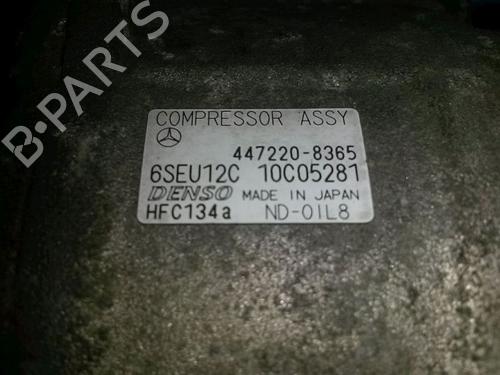 B-PARTS
COMPRESSOR ASSY
447220-8365
6SEU12C 10C05281
DENSO MADE IN JAPAN
HFC134a ND-OIL8